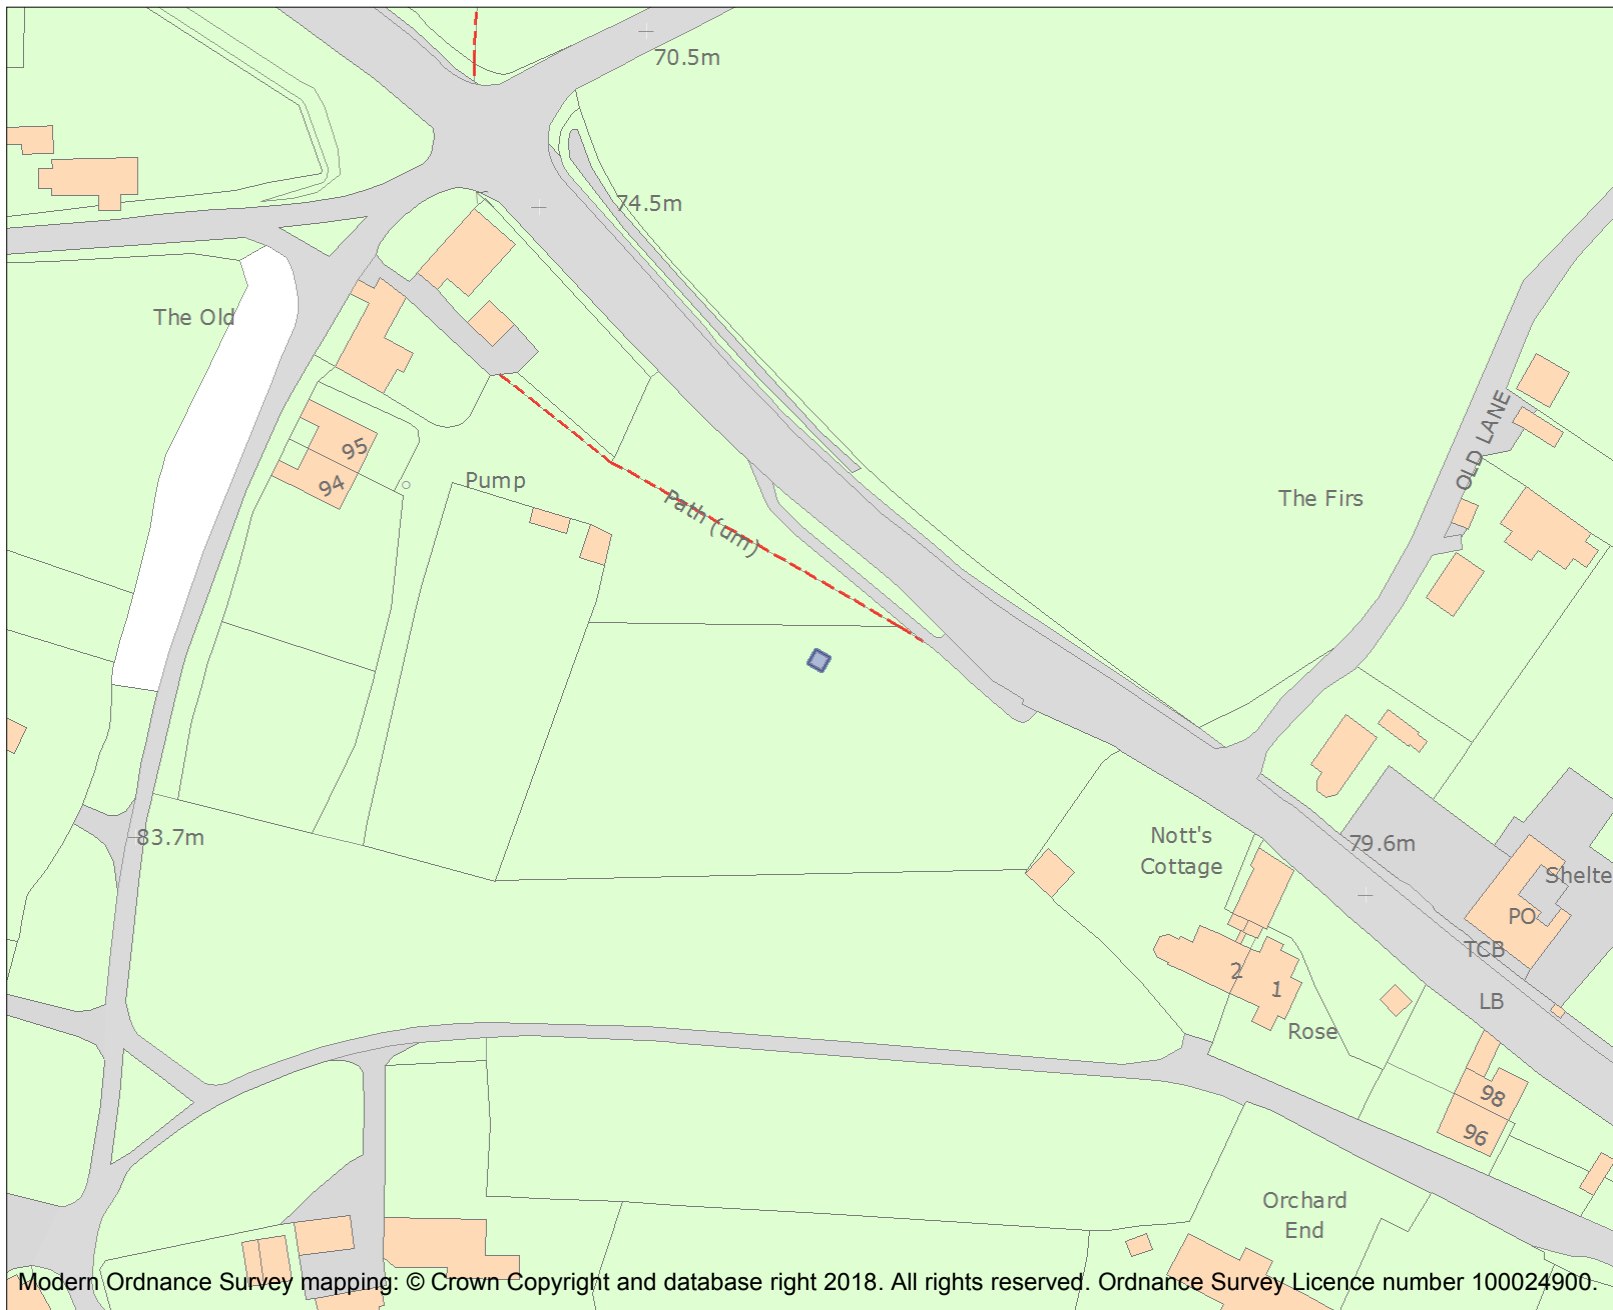 70.5m
74.5m
The Old
OLD LANE
95
94
Pump
Path (um)
The Firs
83.7m
Nott's
Cottage
79.6m
Shelte
PO
TCB
2
1
LB
Rose
98
96
Orchard
End
Modern Ordnance Survey mapping: © Crown Copyright and database right 2018. All rights reserved. Ordnance Survey Licence number 100024900.